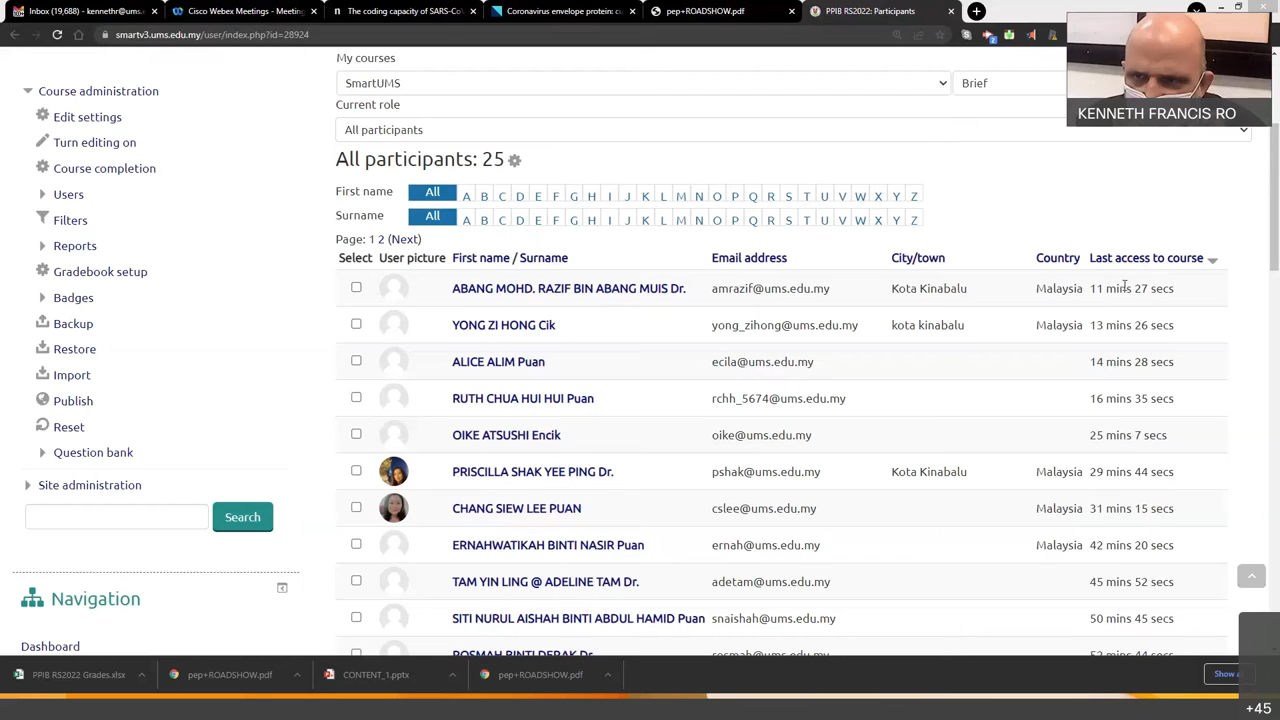 Inbox (19,688) - kenneth@ums.e
Cisco Webex Meetings - Meeting
The coding capacity of SARS-Co
Coronavirus envelope protein: cu
pep+ROADSHOW.pdf
PPIB RS2022: Participants
smartv3.ums.edu.my/user/index.php?id=28924
KENNETH FRANCIS RO
Course administration
Edit settings
Turn editing on
Course completion
Users
Filters
Reports
Gradebook setup
Badges
Backup
Restore
Import
Publish
Reset
Question bank
Site administration
Search
Navigation
Dashboard
My courses
SmartUMS
Brief
Current role
All participants
All participants: 25
First name All A B C D E F G H I J K L M N O P Q R S T U V W X Y Z
Surname All A B C D E F G H I J K L M N O P Q R S T U V W X Y Z
Page: 1 2 (Next)
Select User picture First name / Surname Email address City/town Country Last access to course
ABANG MOHD. RAZIF BIN ABANG MUIS Dr. amrazif@ums.edu.my Kota Kinabalu Malaysia 11 mins 27 secs
YONG ZI HONG Cik yong_zihong@ums.edu.my kota kinabalu Malaysia 13 mins 26 secs
ALICE ALIM Puan ecila@ums.edu.my Malaysia 14 mins 28 secs
RUTH CHUA HUI HUI Puan rchh_5674@ums.edu.my Malaysia 16 mins 35 secs
OIKE ATSUSHI Encik oike@ums.edu.my Malaysia 25 mins 7 secs
PRISCILLA SHAK YEE PING Dr. pshak@ums.edu.my Kota Kinabalu Malaysia 29 mins 44 secs
CHANG SIEW LEE PUAN cslee@ums.edu.my Malaysia 31 mins 15 secs
ERNAHWATIKAH BINTI NASIR Puan ernah@ums.edu.my Malaysia 42 mins 20 secs
TAM YIN LING @ ADELINE TAM Dr. adetam@ums.edu.my 45 mins 52 secs
SITI NURUL AISHAH BINTI ABDUL HAMID Puan snaishah@ums.edu.my 50 mins 45 secs
PPIB RS2022 Grades.xlsx
pep+ROADSHOW.pdf
CONTENT_1.pptx
pep+ROADSHOW.pdf
Show
+45